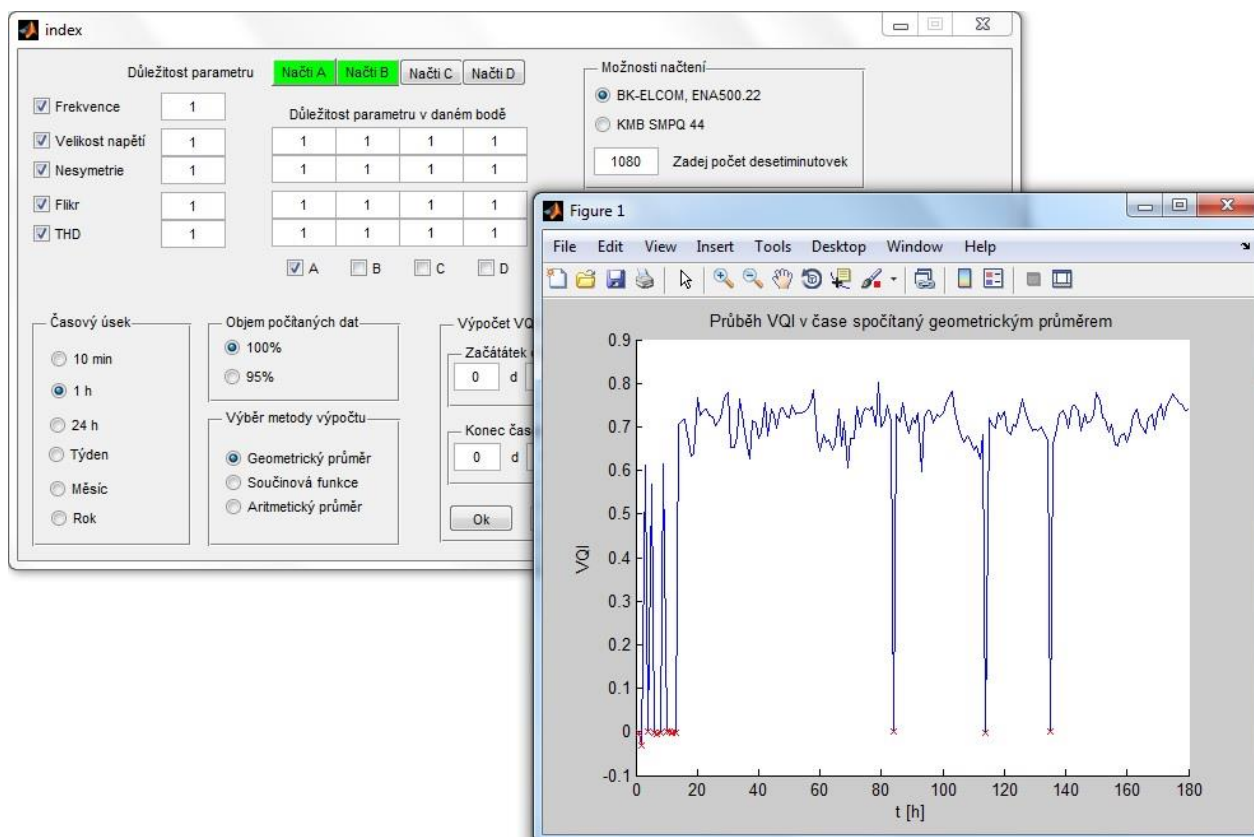 index
Důležitost parametru
Načti A Načti B Načti C Načti D
Možnosti načtení
Frekvence 1
Důležitost parametru v daném bodě
BK-ELCOM, ENA500.22
Velikost napětí 1 1 1 1 1
KMB SMPQ 44
Nesymetrie 1 1 1 1 1
1080 Zadej počet desetiminutovek
Flikr 1 1 1 1 1
THD 1 1 1 1 1
A B C D
Časový úsek
10 min
1 h
24 h
Týden
Měsíc
Rok
Objem počítaných dat
100%
95%
Výběr metody výpočtu
Geometrický průměr
Součinová funkce
Aritmetický průměr
Výpočet VQ
Začátátek
0 d
Konec čas
0 d
Ok
Figure 1
File Edit View Insert Tools Desktop Window Help
Průběh VQI v čase spočítaný geometrickým průměrem
0.9
0.8
0.7
0.6
0.5
0.4
0.3
0.2
0.1
0
-0.1
VQI
0 20 40 60 80 100 120 140 160 180
t [h]